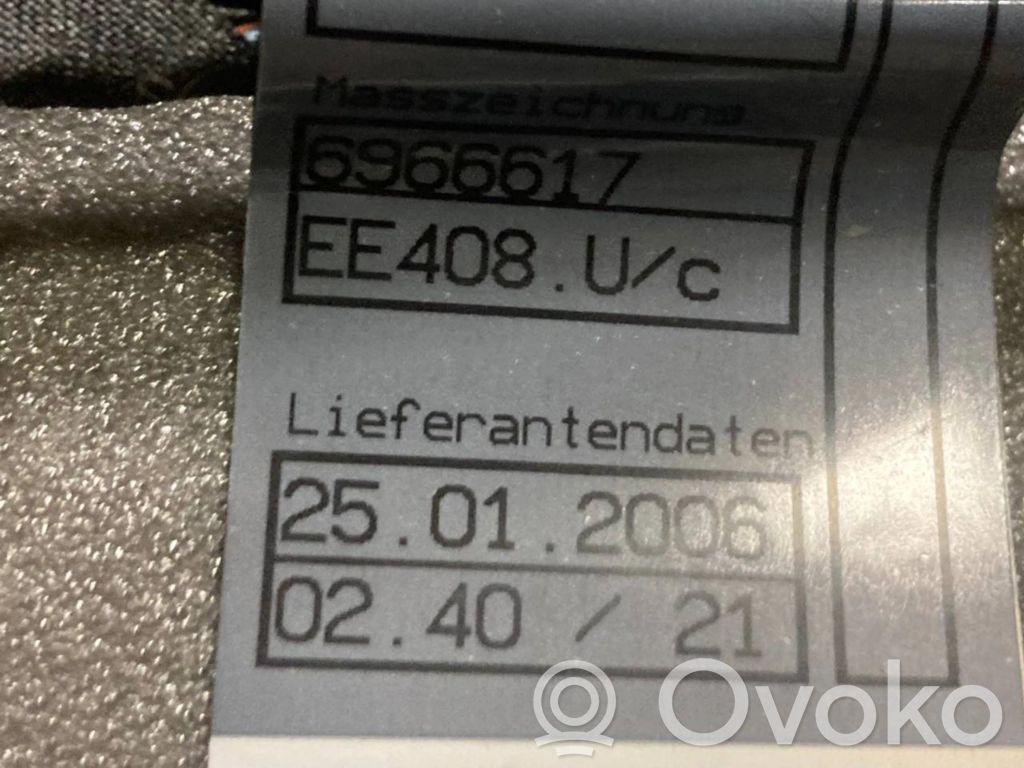 Masszeichnung
6966617
EE408.U/c
Lieferantendaten
25.01.2006
02.40 / 21
Ovoko